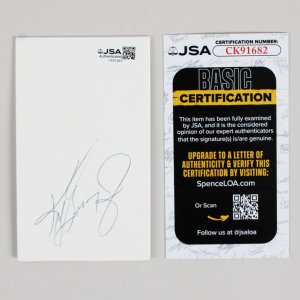 JSA
Authenticated
CK91682
CERTIFICATION NUMBER:
JSA CK91682
BASIC
CERTIFICATION
This item has been fully examined
by JSA, and it is the considered
opinion of our expert authenticators
that the signature(s) is/are genuine.
UPGRADE TO A LETTER OF
AUTHENTICITY & VERIFY THIS
CERTIFICATION BY VISITING:
SpenceLOA.com
Or Scan
Follow us at @jsaloa